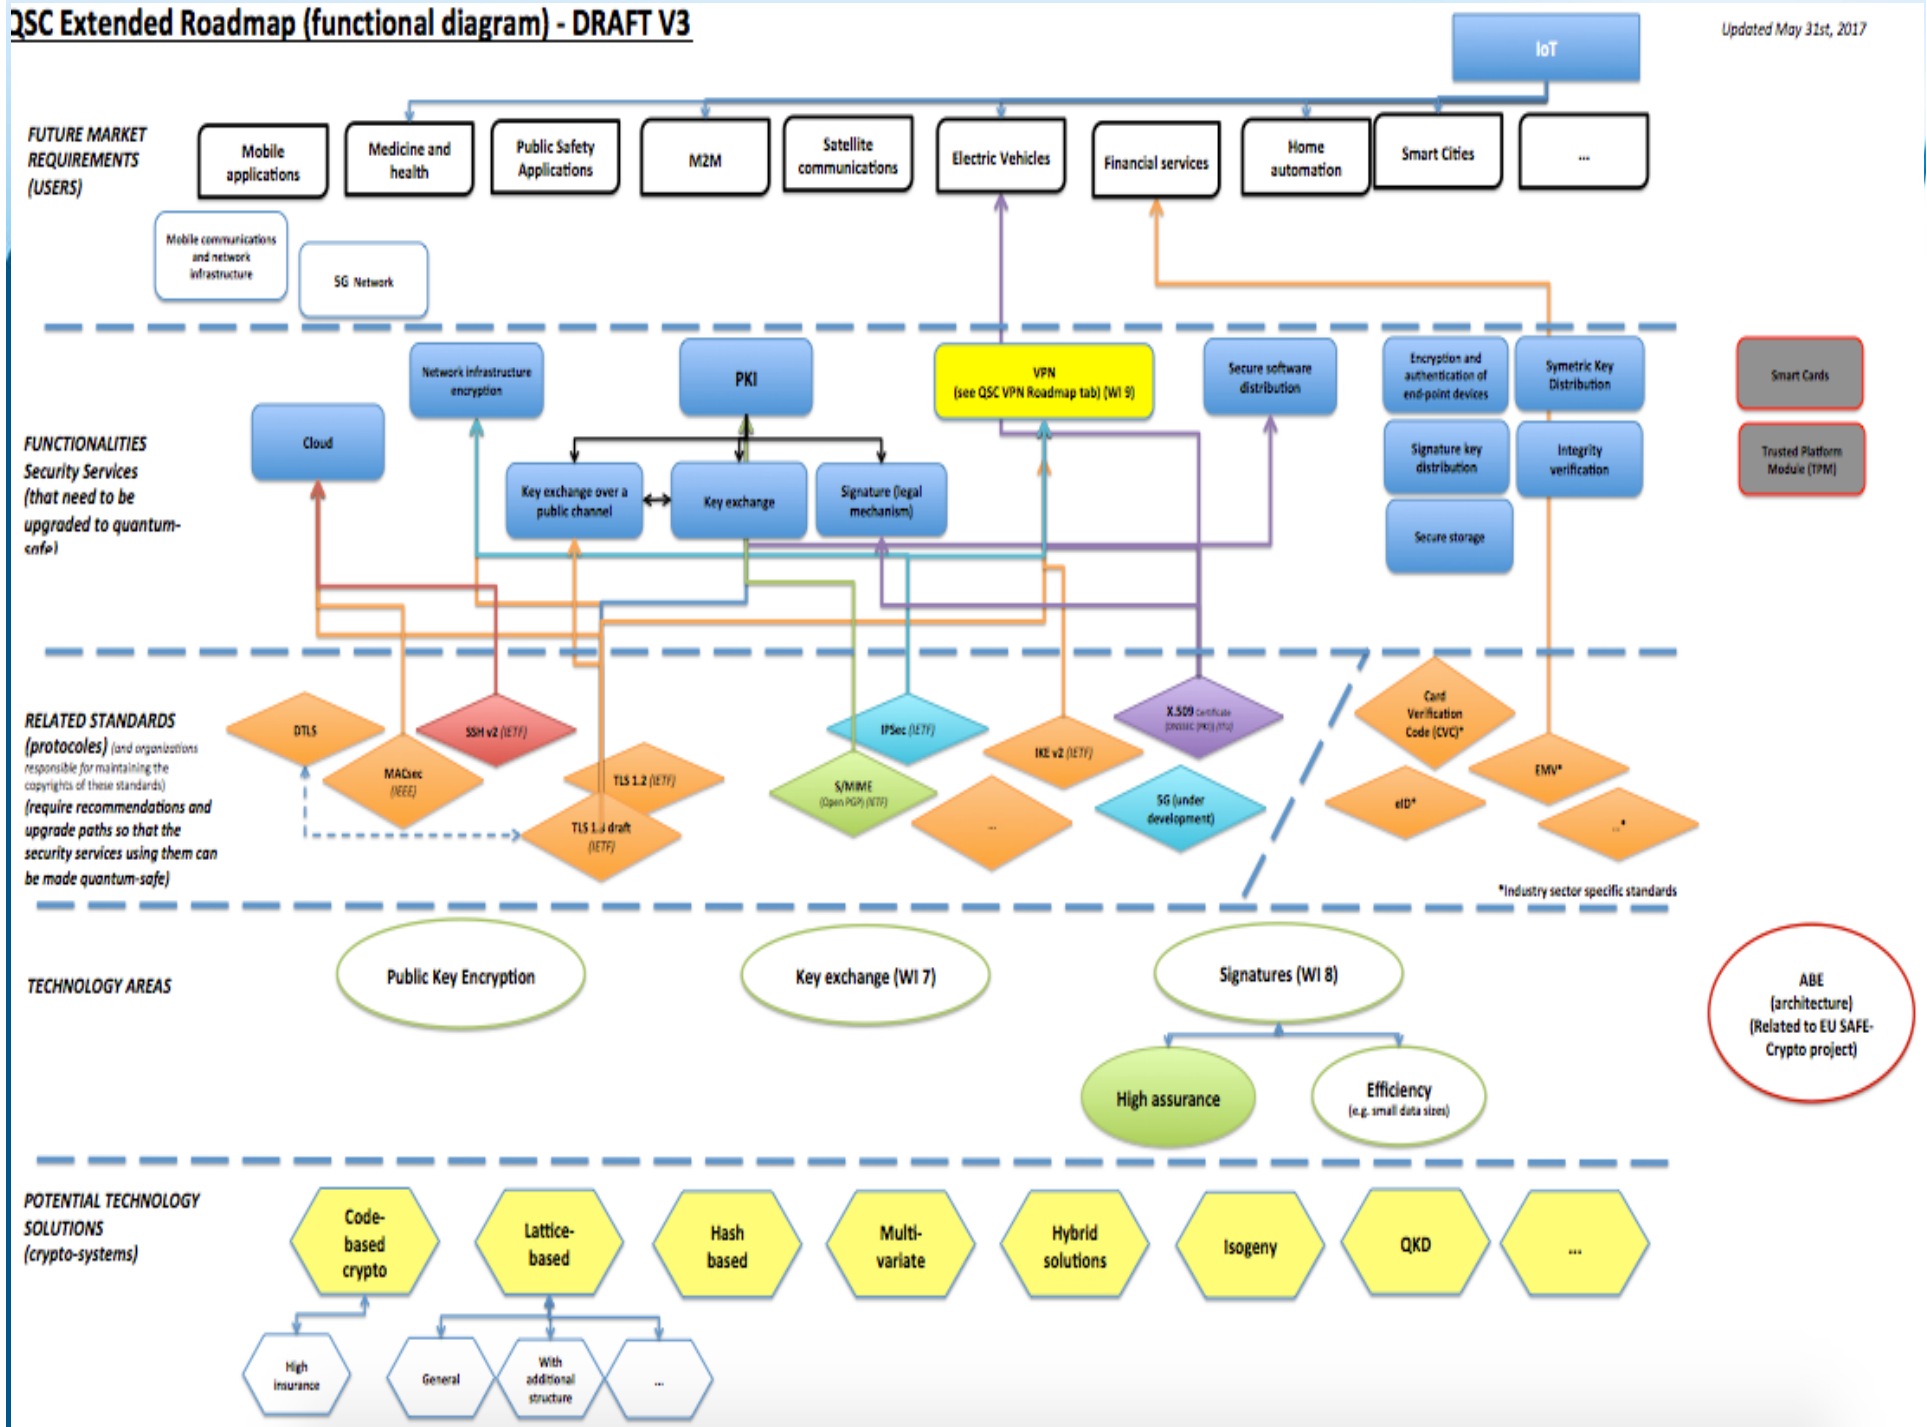 QSC Extended Roadmap (functional diagram) - DRAFT V3
Updated May 31st, 2017
IoT
FUTURE MARKET
REQUIREMENTS
(USERS)
Mobile
applications
Medicine and
health
Public Safety
Applications
M2M
Satellite
communications
Electric Vehicles
Financial services
Home
automation
Smart Cities
...
Mobile communications
and network
infrastructure
5G Network
FUNCTIONALITIES
Security Services
(that need to be
upgraded to quantum-
safe)
Cloud
Network infrastructure
encryption
PKI
VPN
(see QSC VPN Roadmap tab) (WI 9)
Secure software
distribution
Encryption and
authentication of
end-point devices
Symetric Key
Distribution
Smart Cards
Key exchange over a
public channel
Key exchange
Signature (legal
mechanism)
Signature key
distribution
Integrity
verification
Trusted Platform
Module (TPM)
Secure storage
RELATED STANDARDS
(protocoles) (and organizations
responsible for maintaining the
copyrights of these standards)
(require recommendations and
upgrade paths so that the
security services using them can
be made quantum-safe)
DTLS
MACsec
(IEEE)
SSH v2 (IETF)
TLS 1.2 (IETF)
TLS 1.3 draft
(IETF)
S/MIME
(Open PGP) (IETF)
IPSec (IETF)
IKE v2 (IETF)
...
X.509 Certificate
(DNSSEC (PKI)) (ITU)
5G (under
development)
Card
Verification
Code (CVC)*
eID*
EMV*
...*
*Industry sector specific standards
TECHNOLOGY AREAS
Public Key Encryption
Key exchange (WI 7)
Signatures (WI 8)
High assurance
Efficiency
(e.g. small data sizes)
ABE
(architecture)
(Related to EU SAFE-
Crypto project)
POTENTIAL TECHNOLOGY
SOLUTIONS
(crypto-systems)
Code-
based
crypto
Lattice-
based
Hash
based
Multi-
variate
Hybrid
solutions
Isogeny
QKD
...
High
insurance
General
With
additional
structure
...